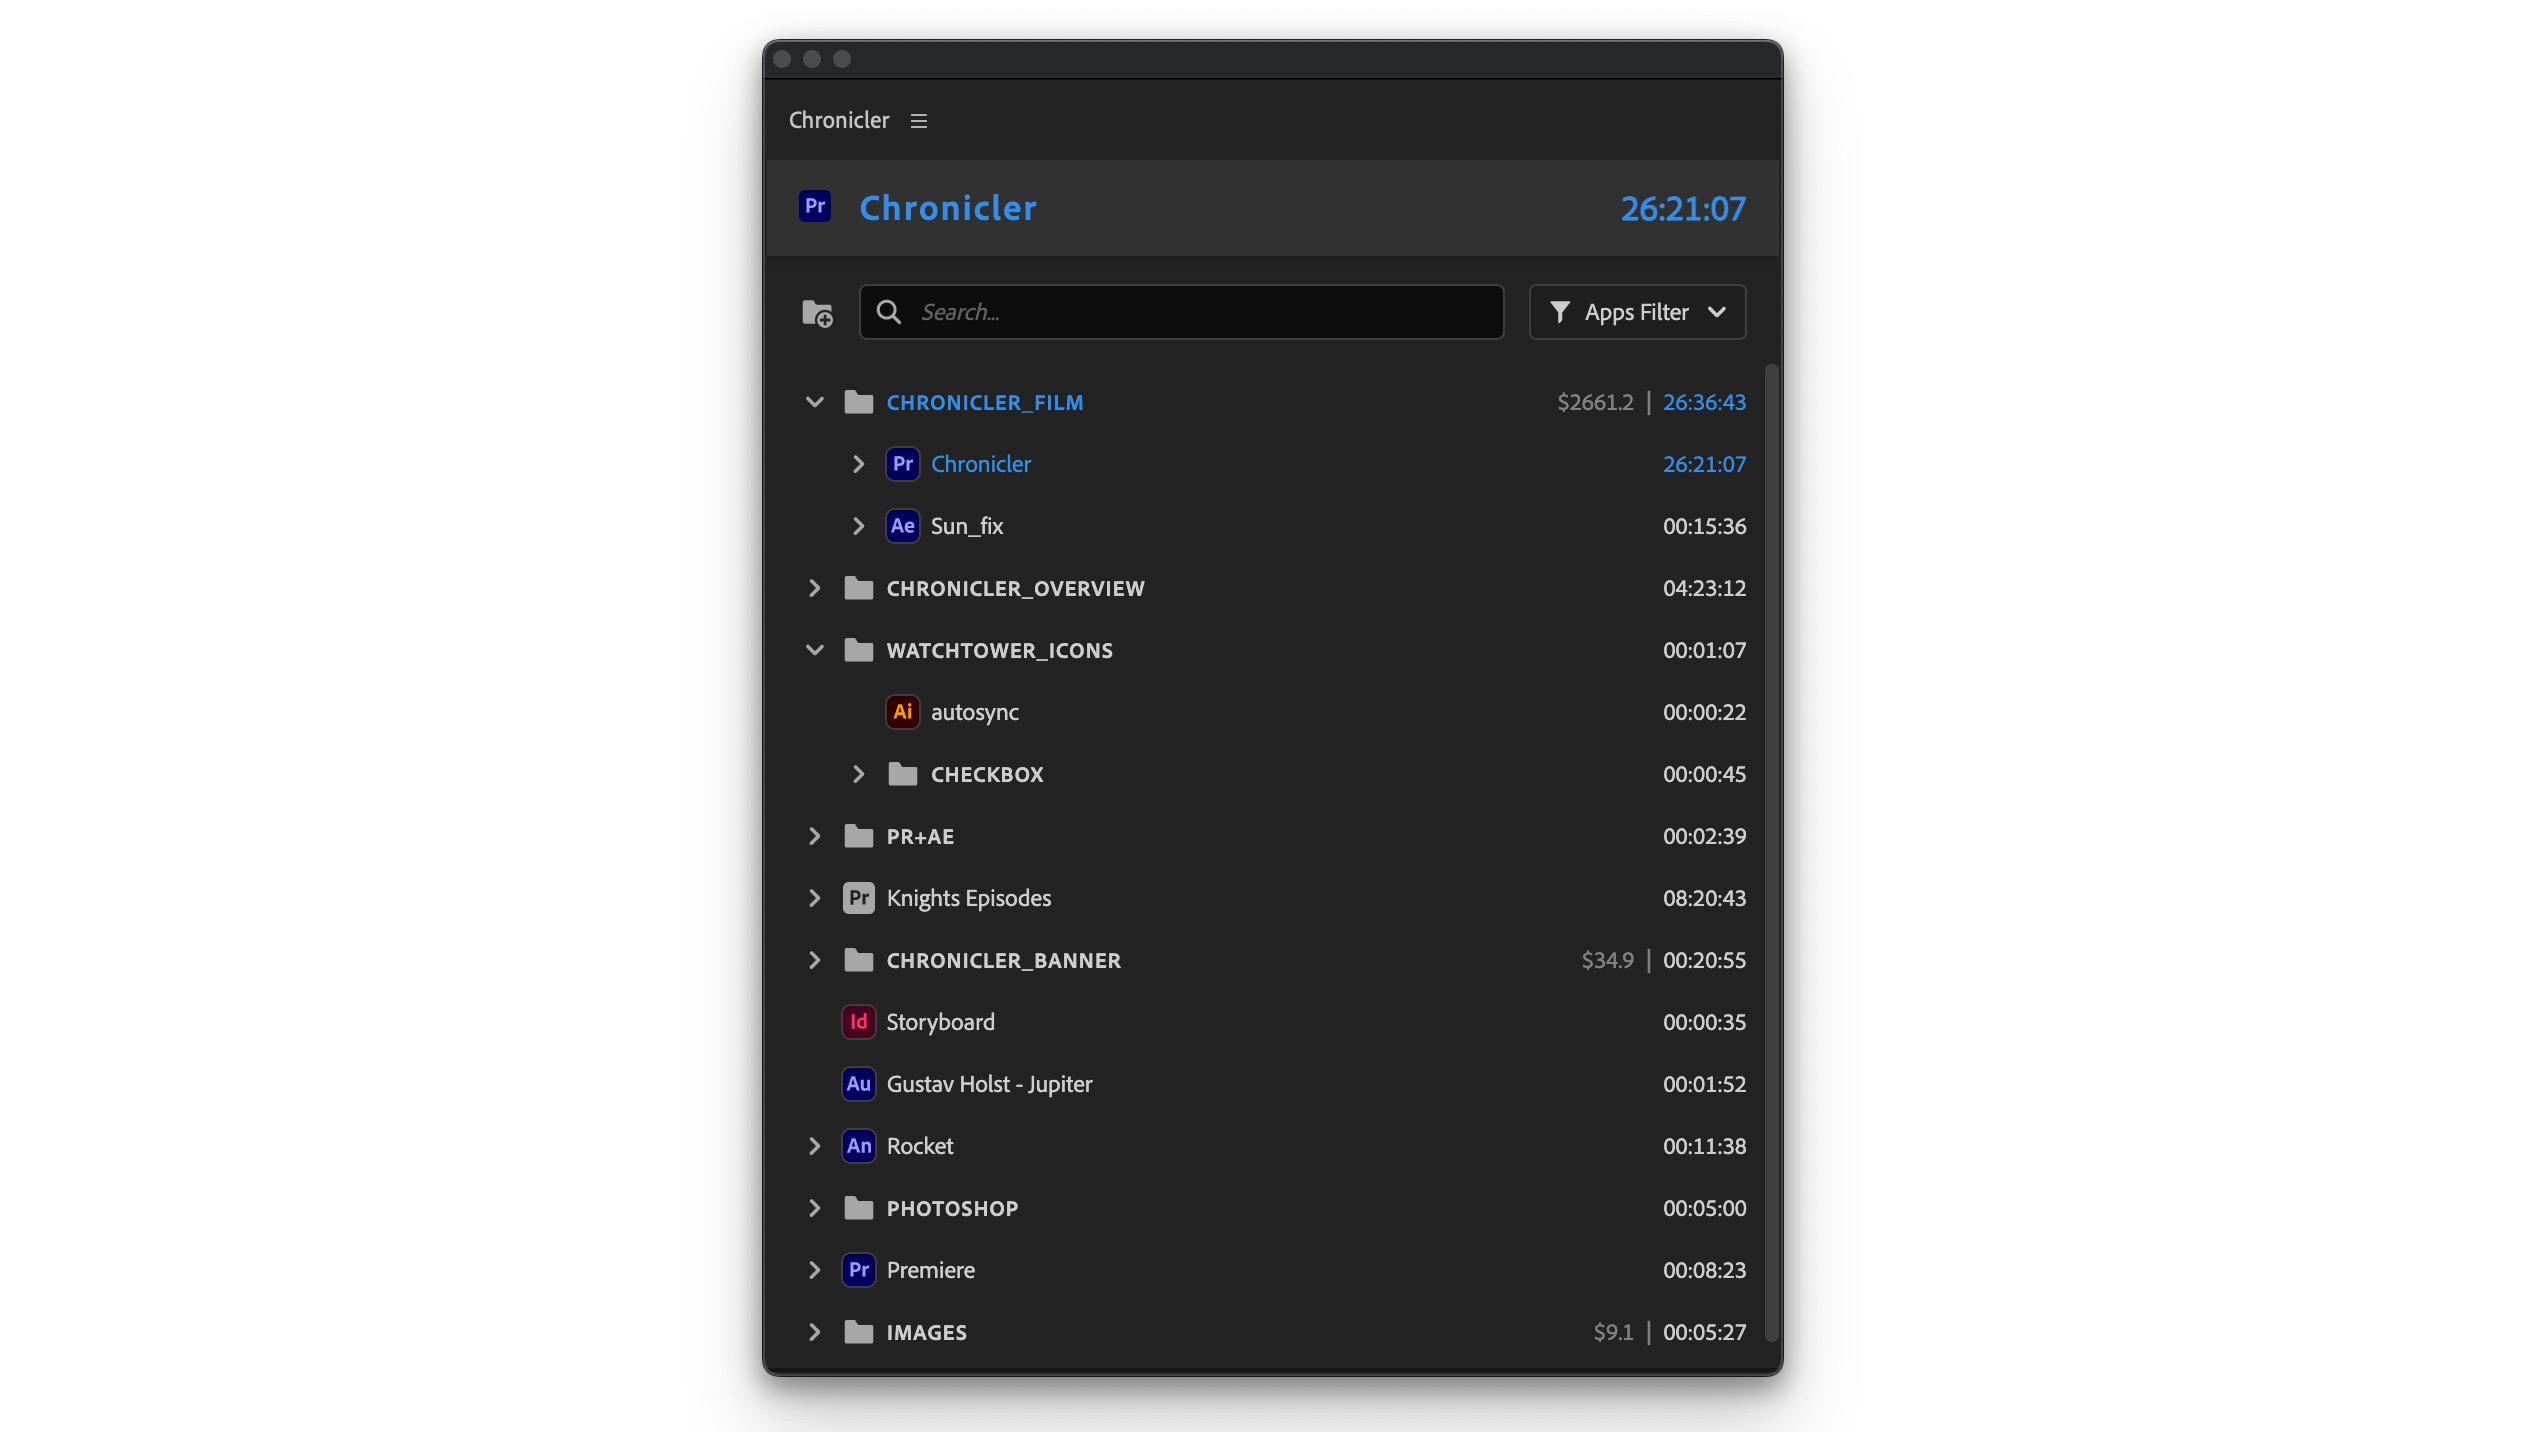 Chronicler
Pr Chronicler 26:21:07
Search... Apps Filter
CHRONICLER_FILM $2661.2 | 26:36:43
Pr Chronicler 26:21:07
Ae Sun_fix 00:15:36
CHRONICLER_OVERVIEW 04:23:12
WATCHTOWER_ICONS 00:01:07
Ai autosync 00:00:22
CHECKBOX 00:00:45
PR+AE 00:02:39
Pr Knights Episodes 08:20:43
CHRONICLER_BANNER $34.9 | 00:20:55
Id Storyboard 00:00:35
Au Gustav Holst - Jupiter 00:01:52
An Rocket 00:11:38
PHOTOSHOP 00:05:00
Pr Premiere 00:08:23
IMAGES $9.1 | 00:05:27